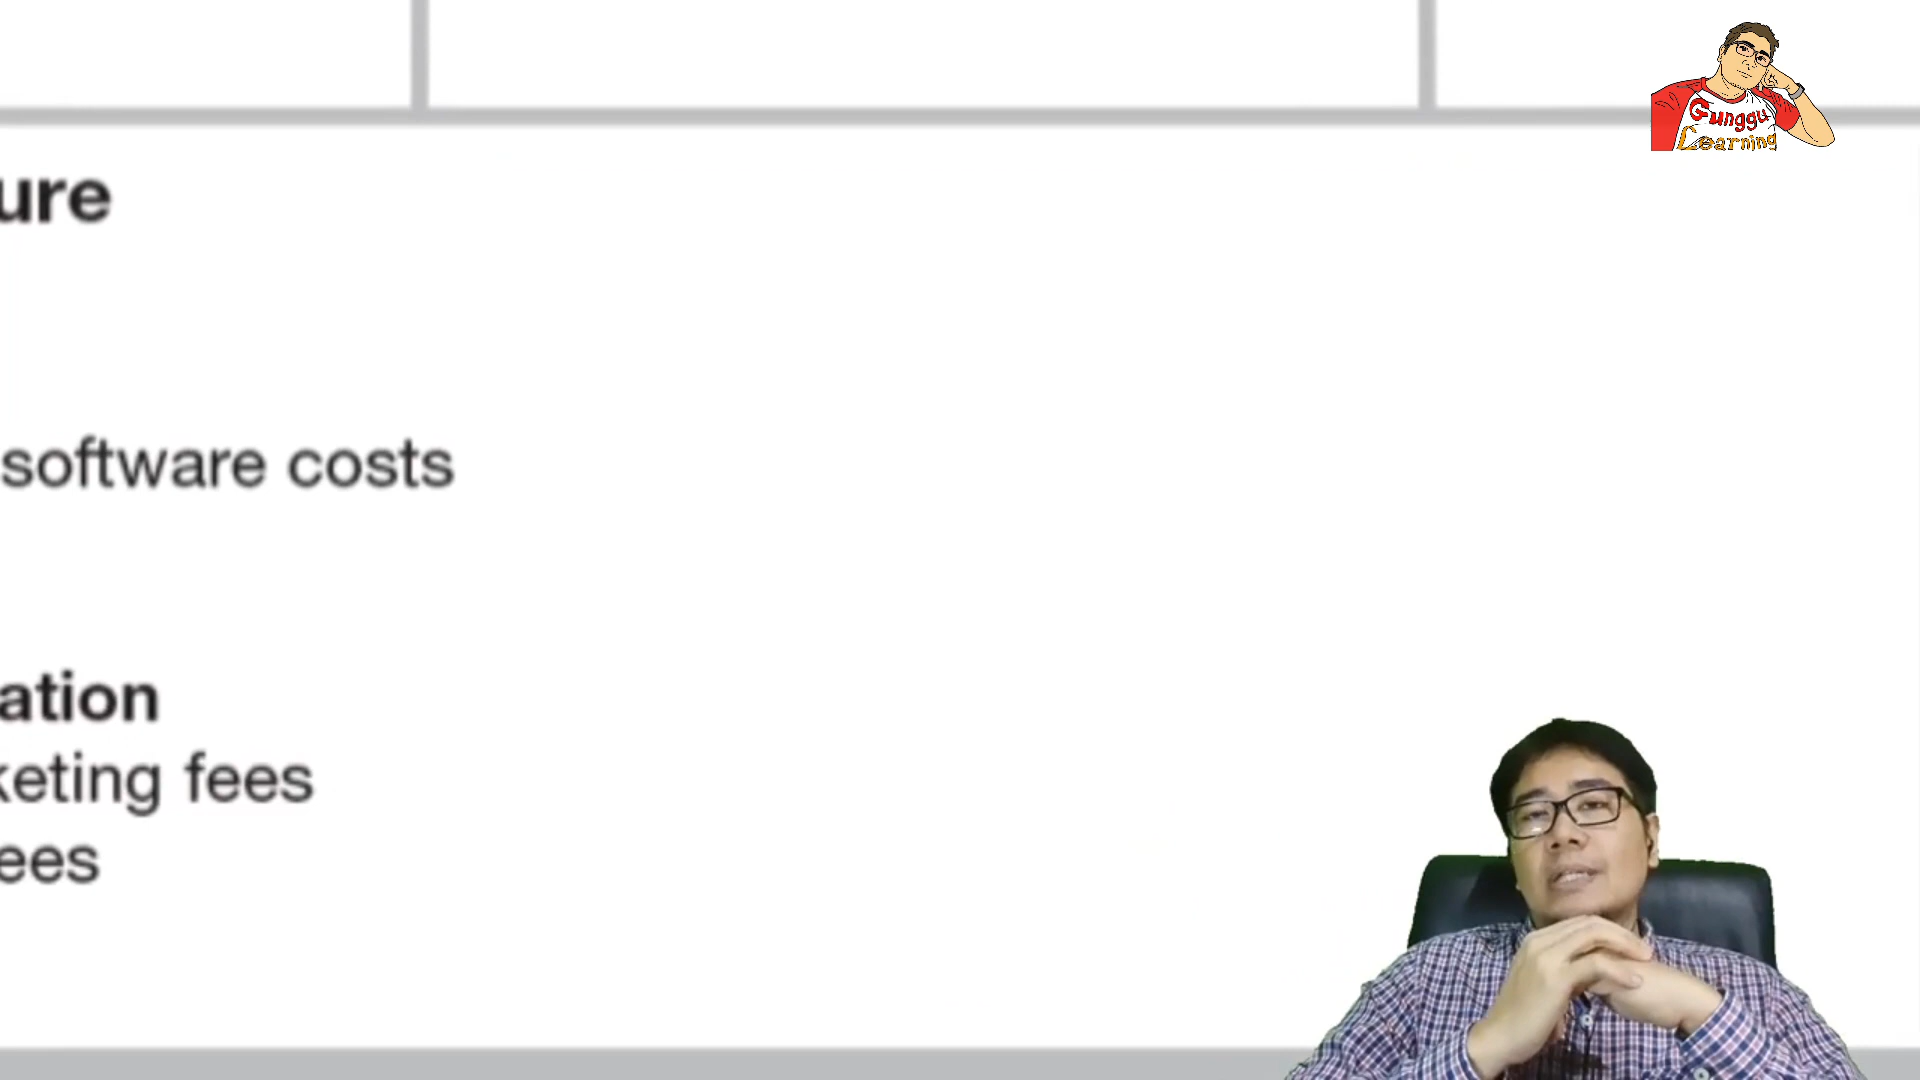 Gunggu
Learning
ure
software costs
ation
keting fees
ees